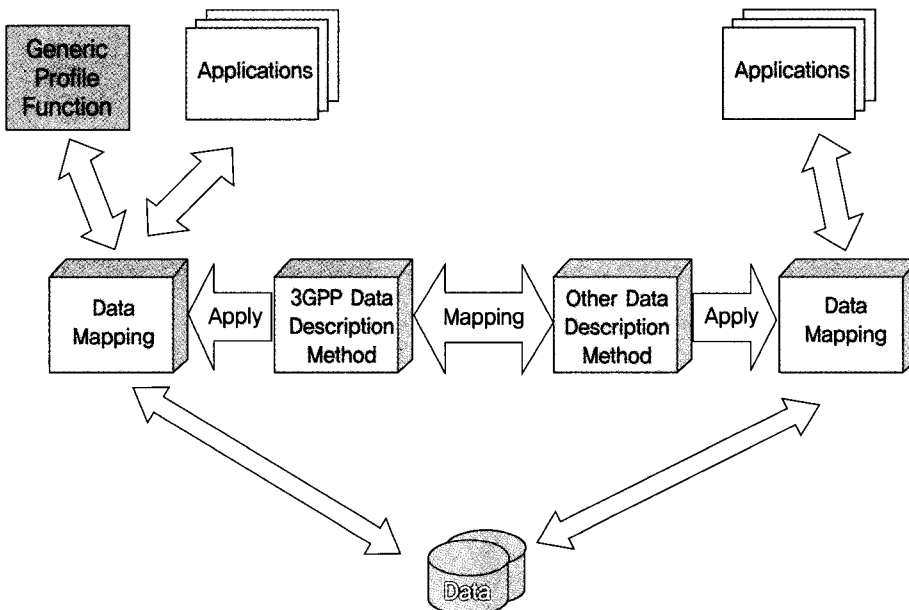 Generic
Profile
Function
Applications
Applications
Data
Mapping
Apply
3GPP Data
Description
Method
Mapping
Other Data
Description
Method
Apply
Data
Mapping
Data